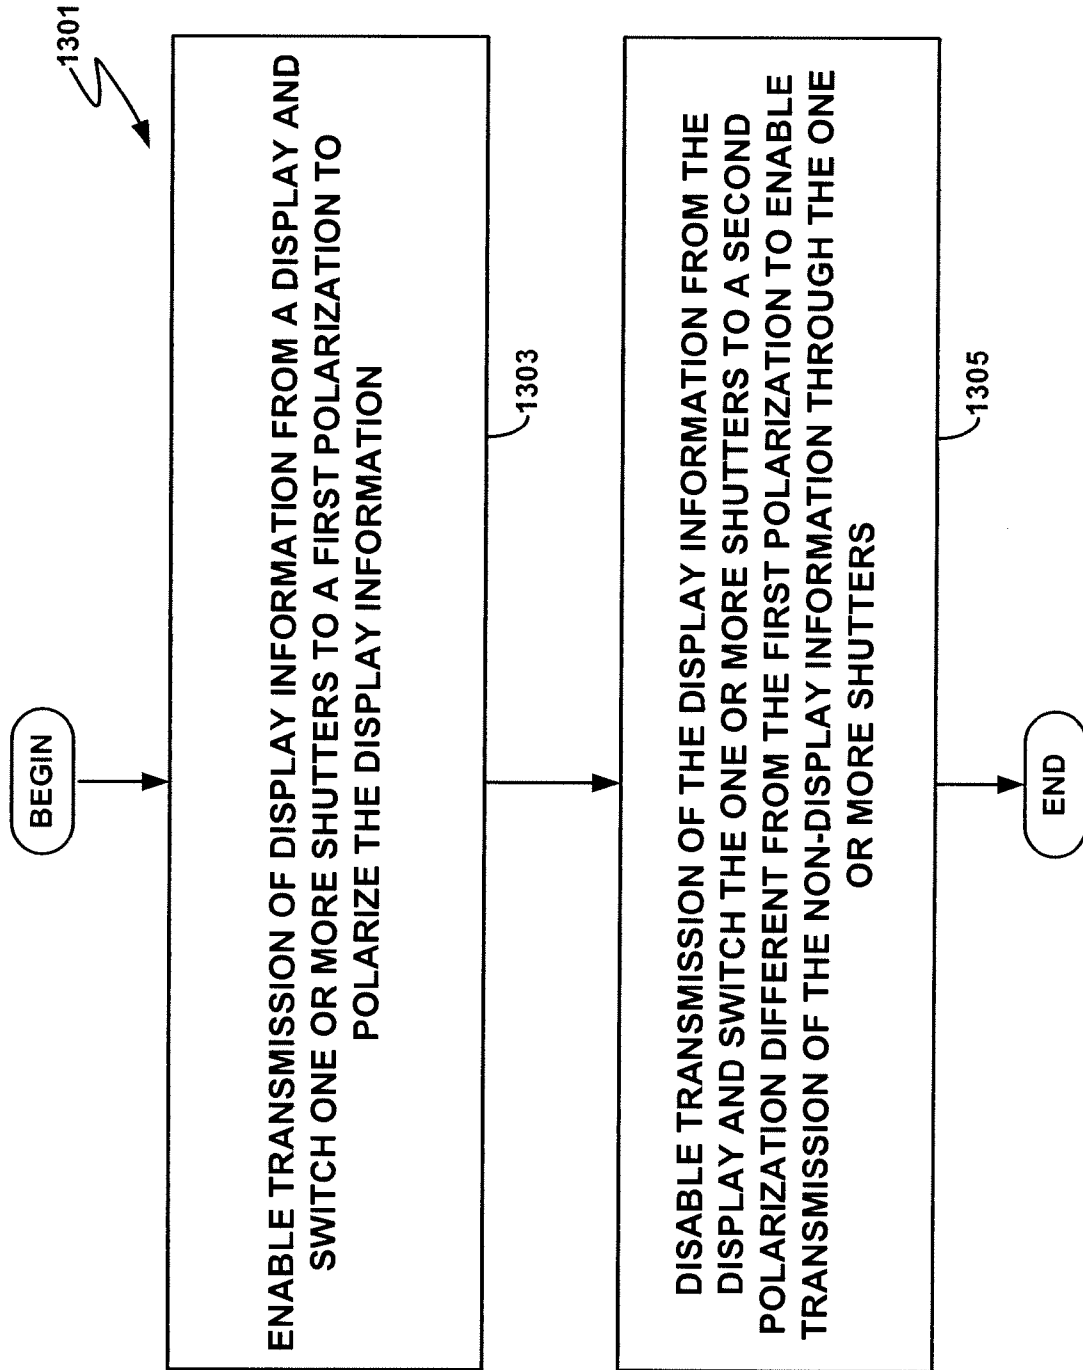 1301
BEGIN
ENABLE TRANSMISSION OF DISPLAY INFORMATION FROM A DISPLAY AND
SWITCH ONE OR MORE SHUTTERS TO A FIRST POLARIZATION TO
POLARIZE THE DISPLAY INFORMATION
1303
DISABLE TRANSMISSION OF THE DISPLAY INFORMATION FROM THE
DISPLAY AND SWITCH THE ONE OR MORE SHUTTERS TO A SECOND
POLARIZATION DIFFERENT FROM THE FIRST POLARIZATION TO ENABLE
TRANSMISSION OF THE NON-DISPLAY INFORMATION THROUGH THE ONE
OR MORE SHUTTERS
1305
END